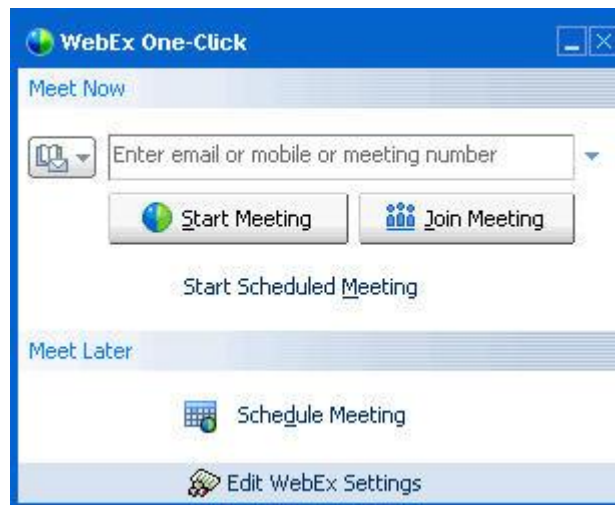 WebEx One-Click
Meet Now
Enter email or mobile or meeting number
Start Meeting
Join Meeting
Start Scheduled Meeting
Meet Later
Schedule Meeting
Edit WebEx Settings